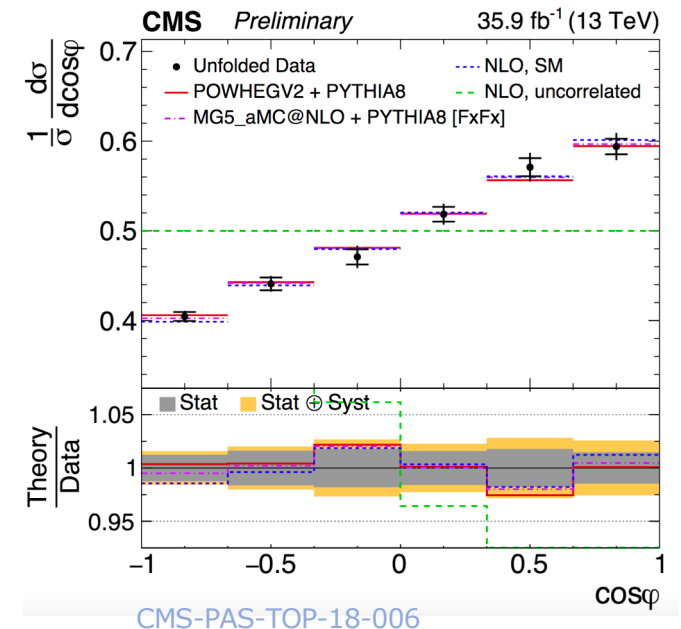 CMS Preliminary 35.9 fb⁻¹ (13 TeV)
1/σ dσ/dcosφ
Unfolded Data
POWHEGV2 + PYTHIA8
MG5_aMC@NLO + PYTHIA8 [FxFx]
NLO, SM
NLO, uncorrelated
0.7
0.6
0.5
0.4
Stat
Stat ⊕ Syst
Theory/Data
1.05
1
0.95
−1 −0.5 0 0.5 1
cosφ
CMS-PAS-TOP-18-006